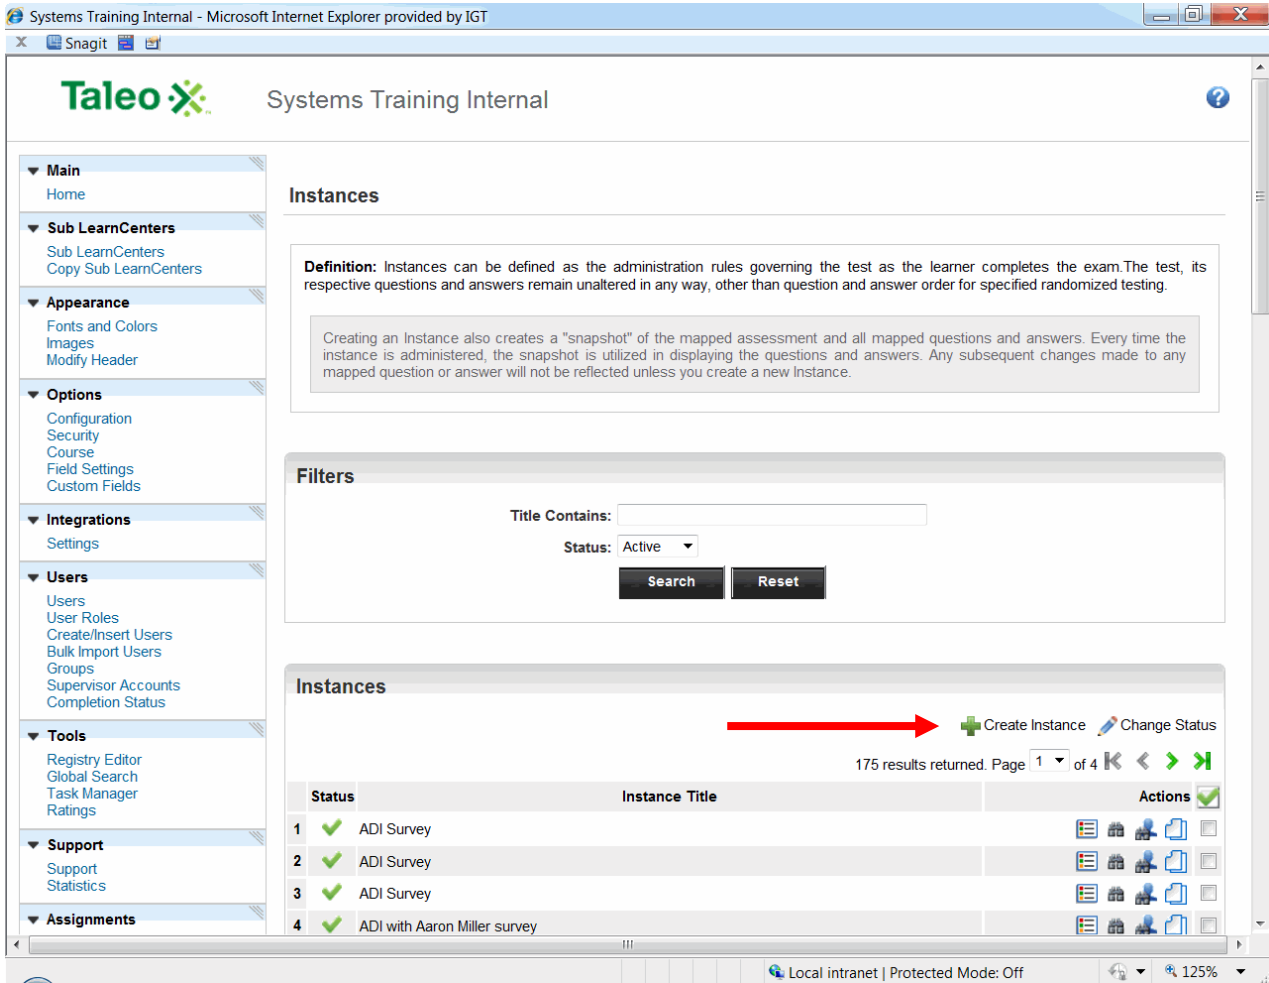 Systems Training Internal - Microsoft Internet Explorer provided by IGT
X Snagit
Taleo
Systems Training Internal
Main
Home
Sub LearnCenters
Sub LearnCenters
Copy Sub LearnCenters
Appearance
Fonts and Colors
Images
Modify Header
Options
Configuration
Security
Course
Field Settings
Custom Fields
Integrations
Settings
Users
Users
User Roles
Create/Insert Users
Bulk Import Users
Groups
Supervisor Accounts
Completion Status
Tools
Registry Editor
Global Search
Task Manager
Ratings
Support
Support
Statistics
Assignments
Instances
Definition: Instances can be defined as the administration rules governing the test as the learner completes the exam.The test, its
respective questions and answers remain unaltered in any way, other than question and answer order for specified randomized testing.
Creating an Instance also creates a "snapshot" of the mapped assessment and all mapped questions and answers. Every time the
instance is administered, the snapshot is utilized in displaying the questions and answers. Any subsequent changes made to any
mapped question or answer will not be reflected unless you create a new Instance.
Filters
Title Contains:
Status: Active
Search Reset
Instances
Create Instance Change Status
175 results returned. Page 1 of 4
Status Instance Title Actions
1 ADI Survey
2 ADI Survey
3 ADI Survey
4 ADI with Aaron Miller survey
Local intranet | Protected Mode: Off 125%